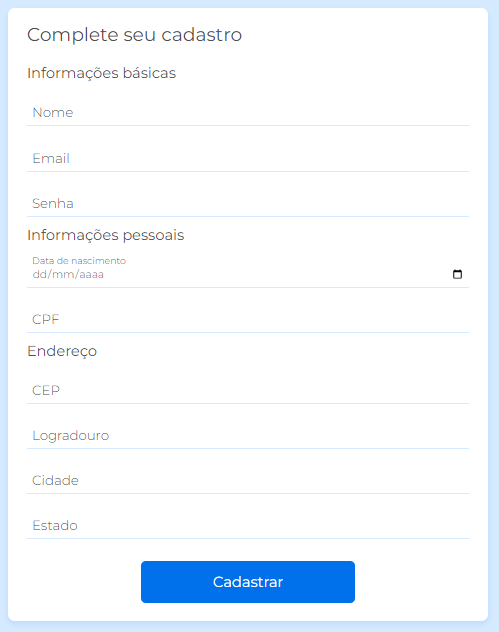 Complete seu cadastro
Informações básicas
Nome
Email
Senha
Informações pessoais
Data de nascimento
dd/mm/aaaa
CPF
Endereço
CEP
Logradouro
Cidade
Estado
Cadastrar